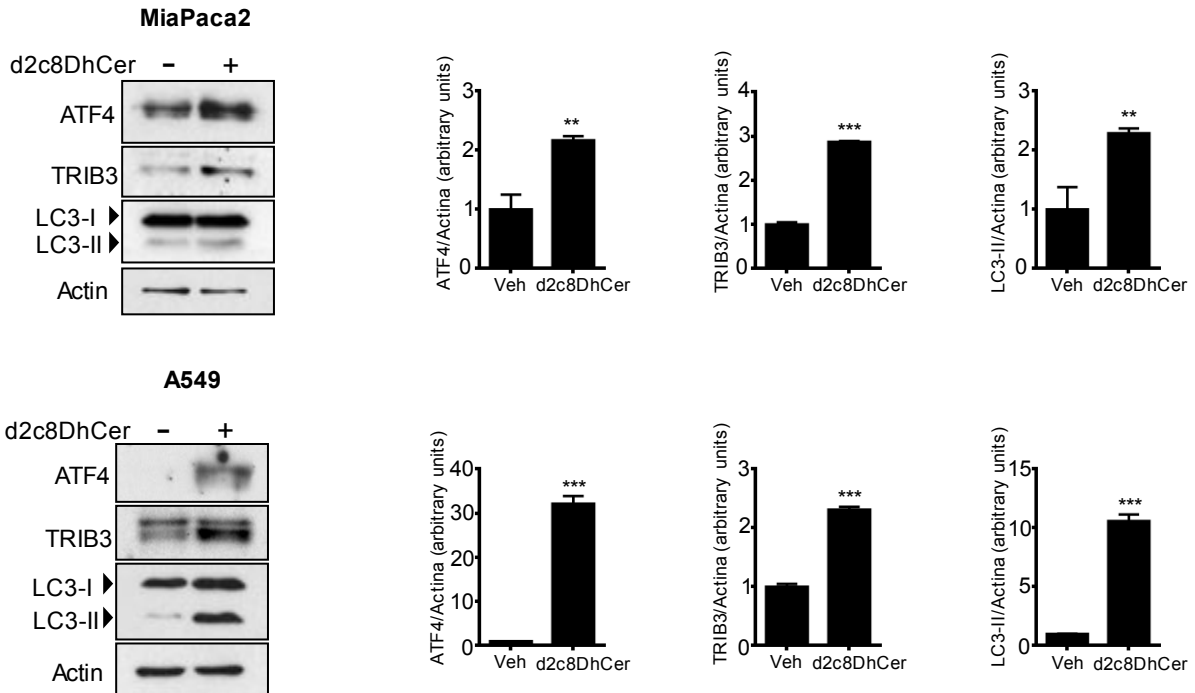 MiaPaca2
d2c8DhCer - +
ATF4
TRIB3
LC3-I
LC3-II
Actin
ATF4/Actina (arbitrary units)
3
2
1
0
**
Veh d2c8DhCer
TRIB3/Actina (arbitrary units)
4
3
2
1
0
***
Veh d2c8DhCer
LC3-II/Actina (arbitrary units)
3
2
1
0
**
Veh d2c8DhCer
A549
d2c8DhCer - +
ATF4
TRIB3
LC3-I
LC3-II
Actin
ATF4/Actina (arbitrary units)
40
30
20
10
0
***
Veh d2c8DhCer
TRIB3/Actina (arbitrary units)
3
2
1
0
***
Veh d2c8DhCer
LC3-II/Actina (arbitrary units)
15
10
5
0
***
Veh d2c8DhCer